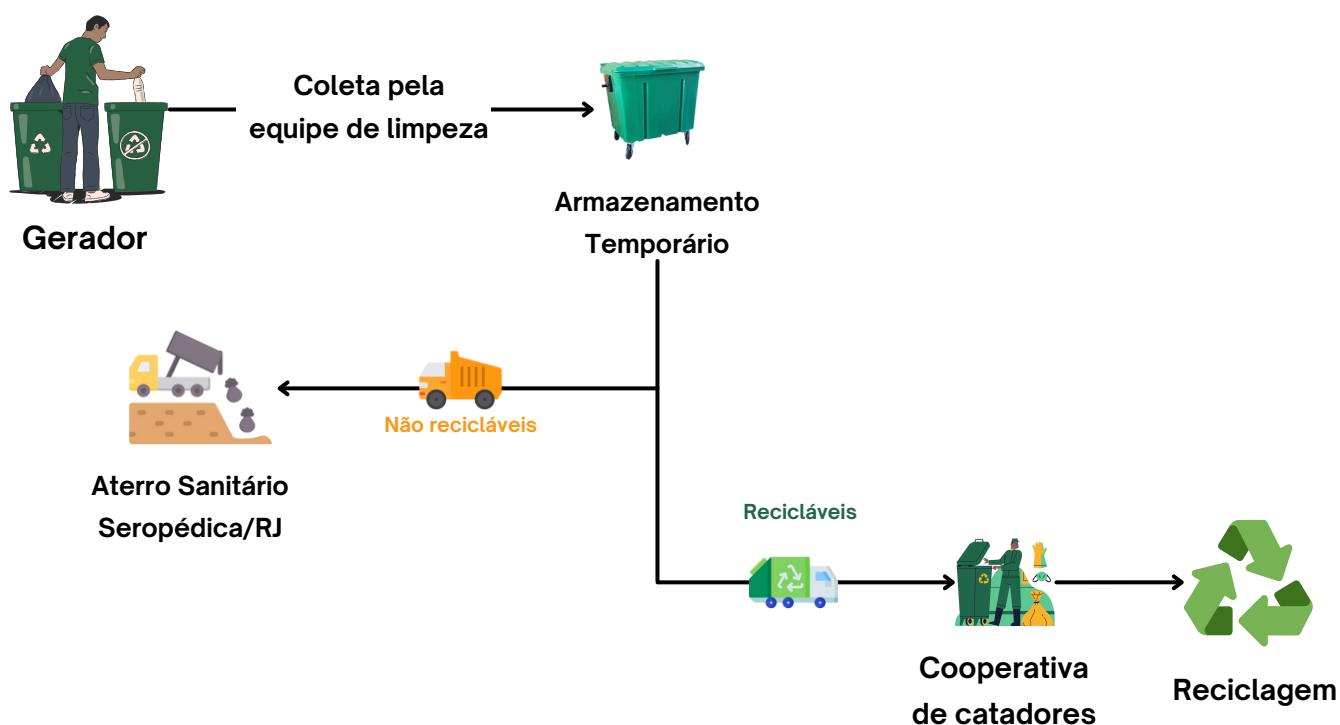 Coleta pela
equipe de limpeza
Gerador
Armazenamento
Temporário
Não recicláveis
Aterro Sanitário
Seropédica/RJ
Recicláveis
Cooperativa
de catadores
Reciclagem